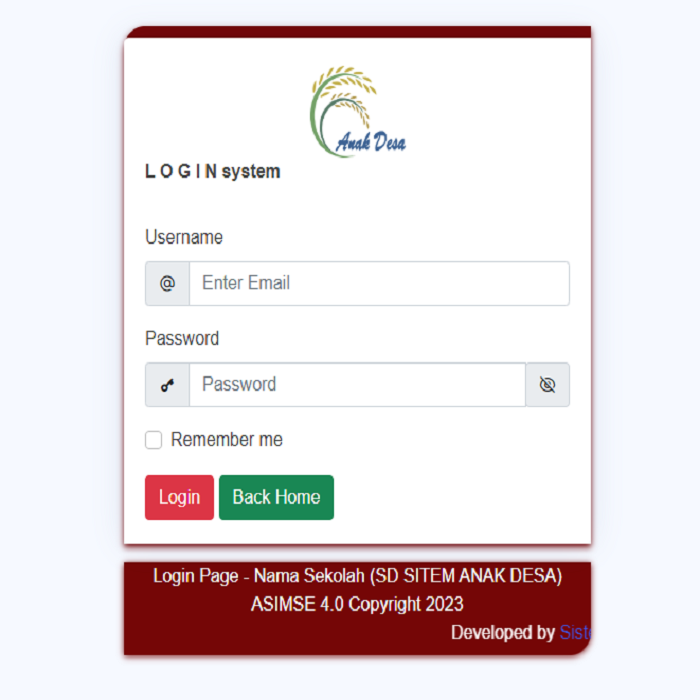 Anak Desa
L O G I N system
Username
@ Enter Email
Password
Password
Remember me
Login Back Home
Login Page - Nama Sekolah (SD SITEM ANAK DESA)
ASIMSE 4.0 Copyright 2023
Developed by